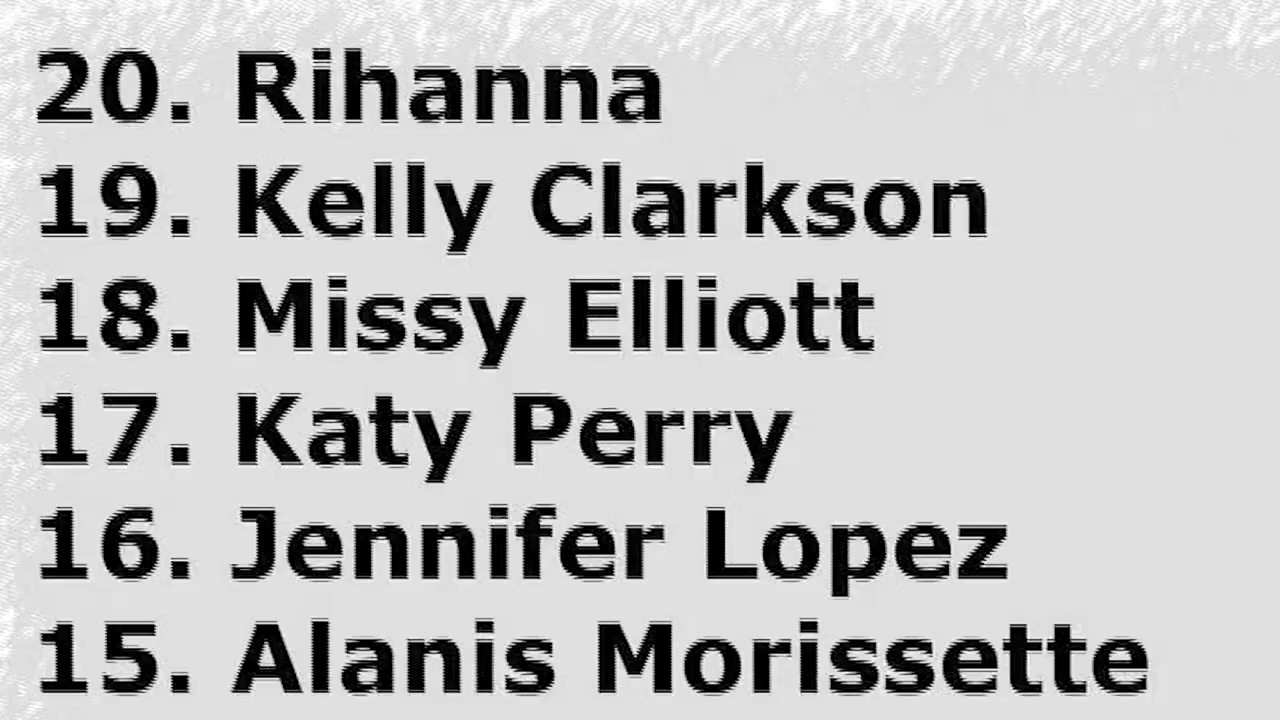 20. Rihanna
19. Kelly Clarkson
18. Missy Elliott
17. Katy Perry
16. Jennifer Lopez
15. Alanis Morissette